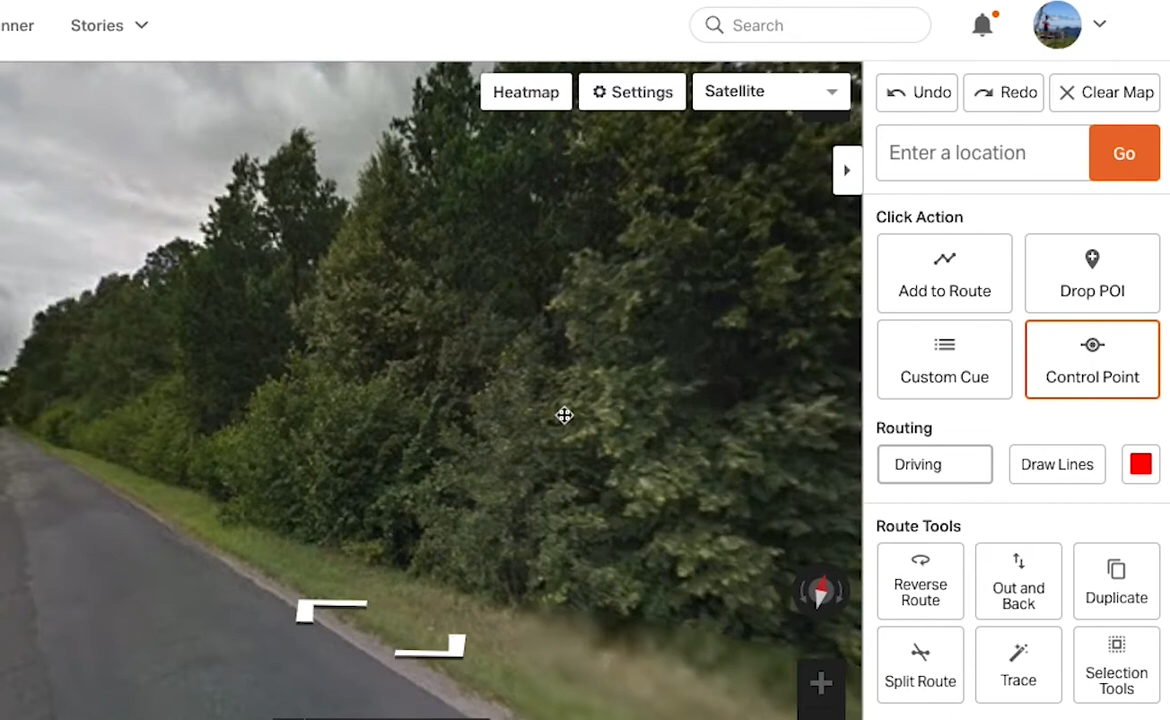 nner
Stories
Search
Heatmap
Settings
Satellite
Undo
Redo
Clear Map
Enter a location
Go
Click Action
Add to Route
Drop POI
Custom Cue
Control Point
Routing
Driving
Draw Lines
Route Tools
Reverse
Route
Out and
Back
Duplicate
Split Route
Trace
Selection
Tools